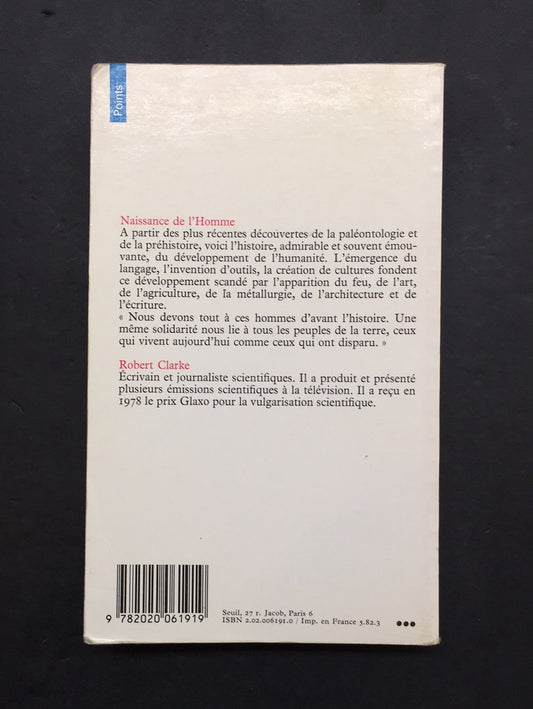 Points
Naissance de l'Homme
A partir des plus récentes découvertes de la paléontologie et
de la préhistoire, voici l'histoire, admirable et souvent émou-
vante, du développement de l'humanité. L'émergence du
langage, l'invention d'outils, la création de cultures fondent
ce développement scandé par l'apparition du feu, de l'art,
de l'agriculture, de la métallurgie, de l'architecture et de
l'écriture.
« Nous devons tout à ces hommes d'avant l'histoire. Une
même solidarité nous lie à tous les peuples de la terre, ceux
qui vivent aujourd'hui comme ceux qui ont disparu. »
Robert Clarke
Écrivain et journaliste scientifiques. Il a produit et présenté
plusieurs émissions scientifiques à la télévision. Il a reçu en
1978 le prix Glaxo pour la vulgarisation scientifique.
9 782020 061919
Seuil, 27 r. Jacob, Paris 6
ISBN 2.02.006191.0 / Imp. en France 5.82.3